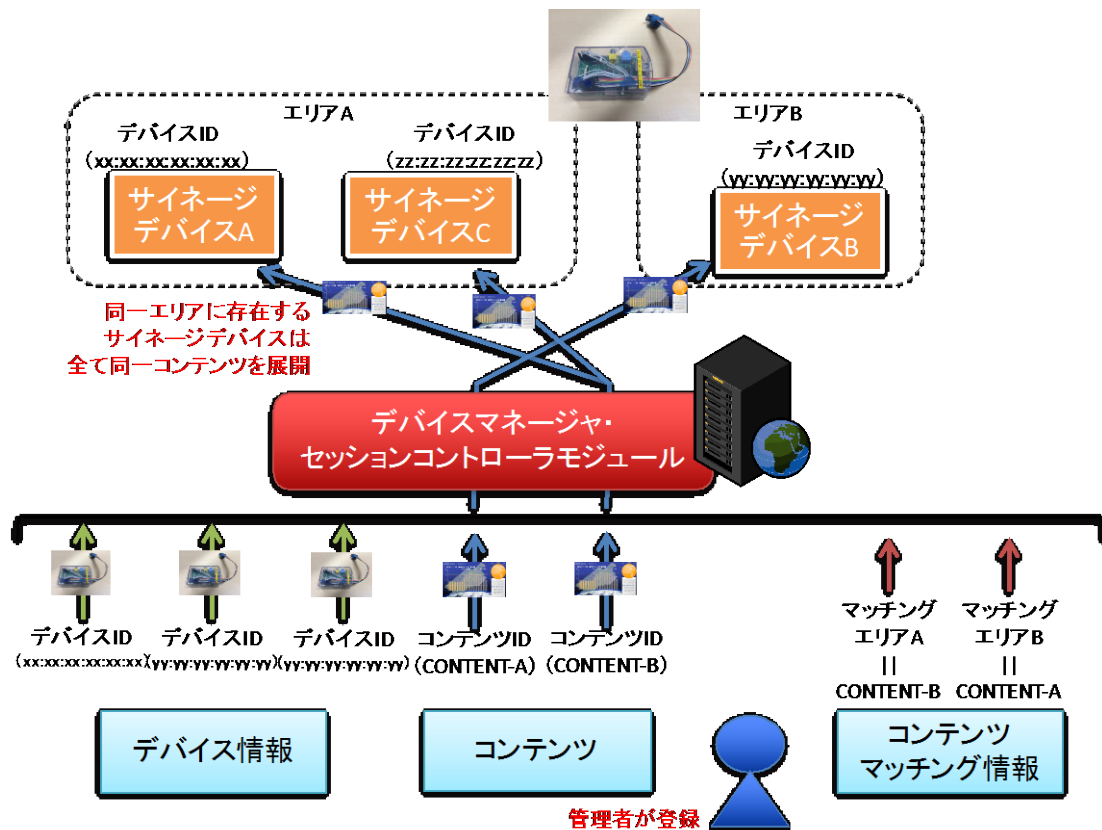 エリアA
エリアB
デバイスID
(xx:xx:xx:xx:xx:xx)
デバイスID
(zz:zz:zz:zz:zz:zz)
デバイスID
(yy:yy:yy:yy:yy:yy)
サイネージ
デバイスA
サイネージ
デバイスC
サイネージ
デバイスB
同一エリアに存在する
サイネージデバイスは
全て同一コンテンツを展開
デバイスマネージャ・
セッションコントローラモジュール
デバイスID
(xx:xx:xx:xx:xx:xx)
デバイスID
(yy:yy:yy:yy:yy:yy)
デバイスID
(yy:yy:yy:yy:yy:yy)
コンテンツID
(CONTENT-A)
コンテンツID
(CONTENT-B)
マッチング
エリアA
||
CONTENT-B
マッチング
エリアB
||
CONTENT-A
デバイス情報
コンテンツ
コンテンツ
マッチング情報
管理者が登録